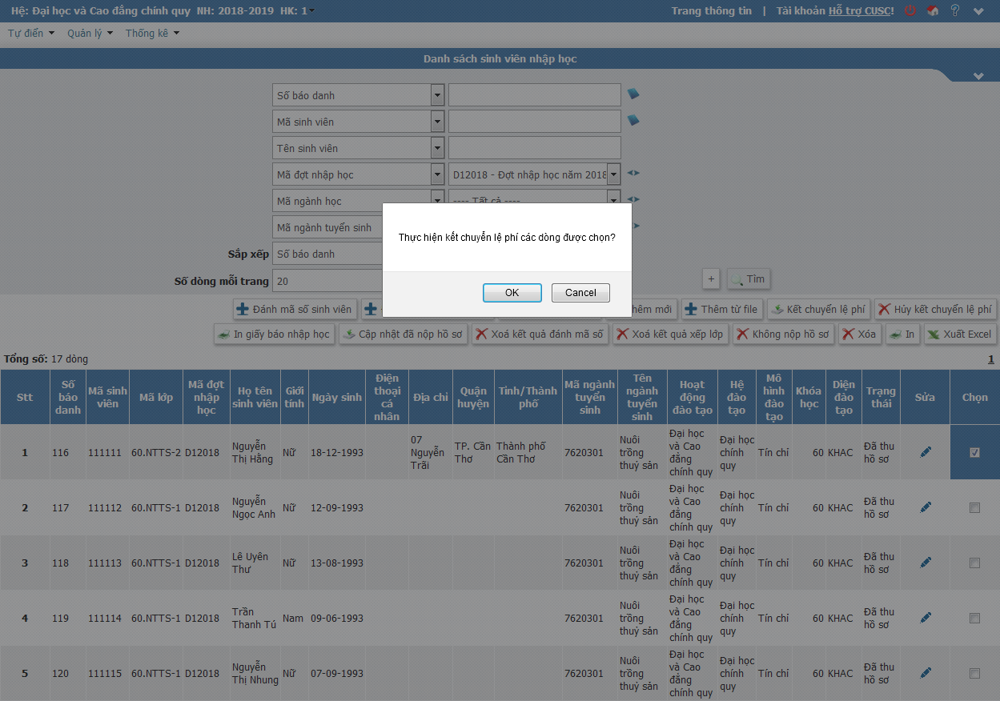 Hệ: Đại học và Cao đẳng chính quy NH: 2018-2019 HK: 1
Trang thông tin | Tài khoản Hỗ trợ CUSC!
Tự điển Quản lý Thống kê
Danh sách sinh viên nhập học
Số báo danh
Mã sinh viên
Tên sinh viên
Mã đợt nhập học D12018 - Đợt nhập học năm 2018
Mã ngành học ---- Tất cả ----
Mã ngành tuyển sinh
Sắp xếp Số báo danh
Số dòng mỗi trang 20
+ Tìm
Thực hiện kết chuyển lệ phí các dòng được chọn?
OK Cancel
Đánh mã số sinh viên mới Thêm từ file Kết chuyển lệ phí Hủy kết chuyển lệ phí
In giấy báo nhập học Cập nhật đã nộp hồ sơ Xoá kết quả đánh mã số Xoá kết quả xếp lớp Không nộp hồ sơ Xóa In Xuất Excel
Tổng số: 17 dòng 1
Stt Số báo danh Mã sinh viên Mã lớp Mã đợt nhập học Họ tên sinh viên Giới tính Ngày sinh Điện thoại cá nhân Địa chỉ Quận huyện Tỉnh/Thành phố Mã ngành tuyển sinh Tên ngành tuyển sinh Hoạt động đào tạo Hệ đào tạo Mô hình đào tạo Khóa học Diện đào tạo Trạng thái Sửa Chọn
1 116 111111 60.NTTS-2 D12018 Nguyễn Thị Hằng Nữ 18-12-1993 07 Nguyễn Trãi TP. Cần Thơ Thành phố Cần Thơ 7620301 Nuôi trồng thuỷ sản Đại học và Cao đẳng chính quy Đại học chính quy Tín chỉ 60 KHAC Đã thu hồ sơ
2 117 111112 60.NTTS-1 D12018 Nguyễn Ngọc Anh Nữ 12-09-1993 7620301 Nuôi trồng thuỷ sản Đại học và Cao đẳng chính quy Đại học chính quy Tín chỉ 60 KHAC Đã thu hồ sơ
3 118 111113 60.NTTS-1 D12018 Lê Uyên Thư Nữ 13-08-1993 7620301 Nuôi trồng thuỷ sản Đại học và Cao đẳng chính quy Đại học chính quy Tín chỉ 60 KHAC Đã thu hồ sơ
4 119 111114 60.NTTS-1 D12018 Trần Thanh Tú Nam 09-06-1993 7620301 Nuôi trồng thuỷ sản Đại học và Cao đẳng chính quy Đại học chính quy Tín chỉ 60 KHAC Đã thu hồ sơ
5 120 111115 60.NTTS-1 D12018 Nguyễn Thị Nhung Nữ 07-09-1993 7620301 Nuôi trồng thuỷ sản Đại học và Cao đẳng chính quy Đại học chính quy Tín chỉ 60 KHAC Đã thu hồ sơ